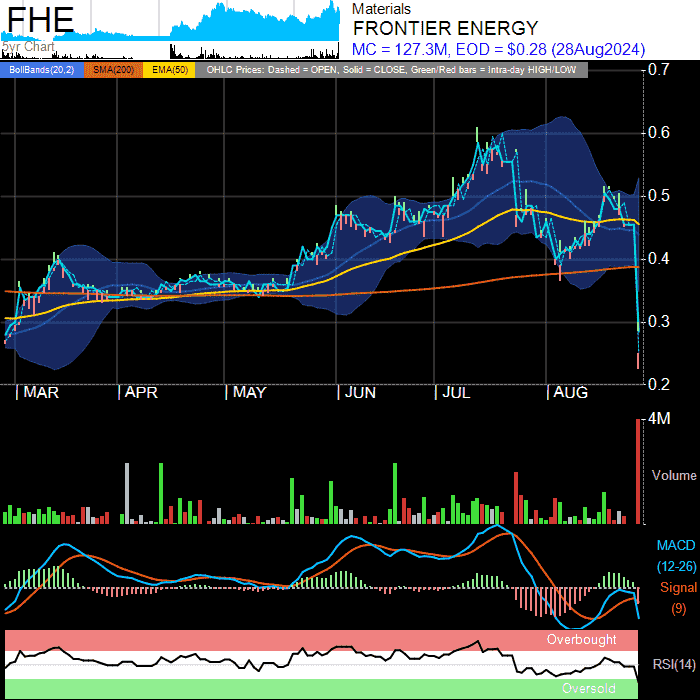 FHE
5yr Chart
Materials
FRONTIER ENERGY
MC = 127.3M, EOD = $0.28 (28Aug2024)
BollBands(20,2) SMA(200) EMA(50) OHLC Prices: Dashed = OPEN, Solid = CLOSE, Green/Red bars = Intra-day HIGH/LOW
0.7
0.6
0.5
0.4
0.3
0.2
| MAR | APR | MAY | JUN | JUL | AUG
4M
Volume
MACD
(12-26)
Signal
(9)
Overbought
RSI(14)
Oversold